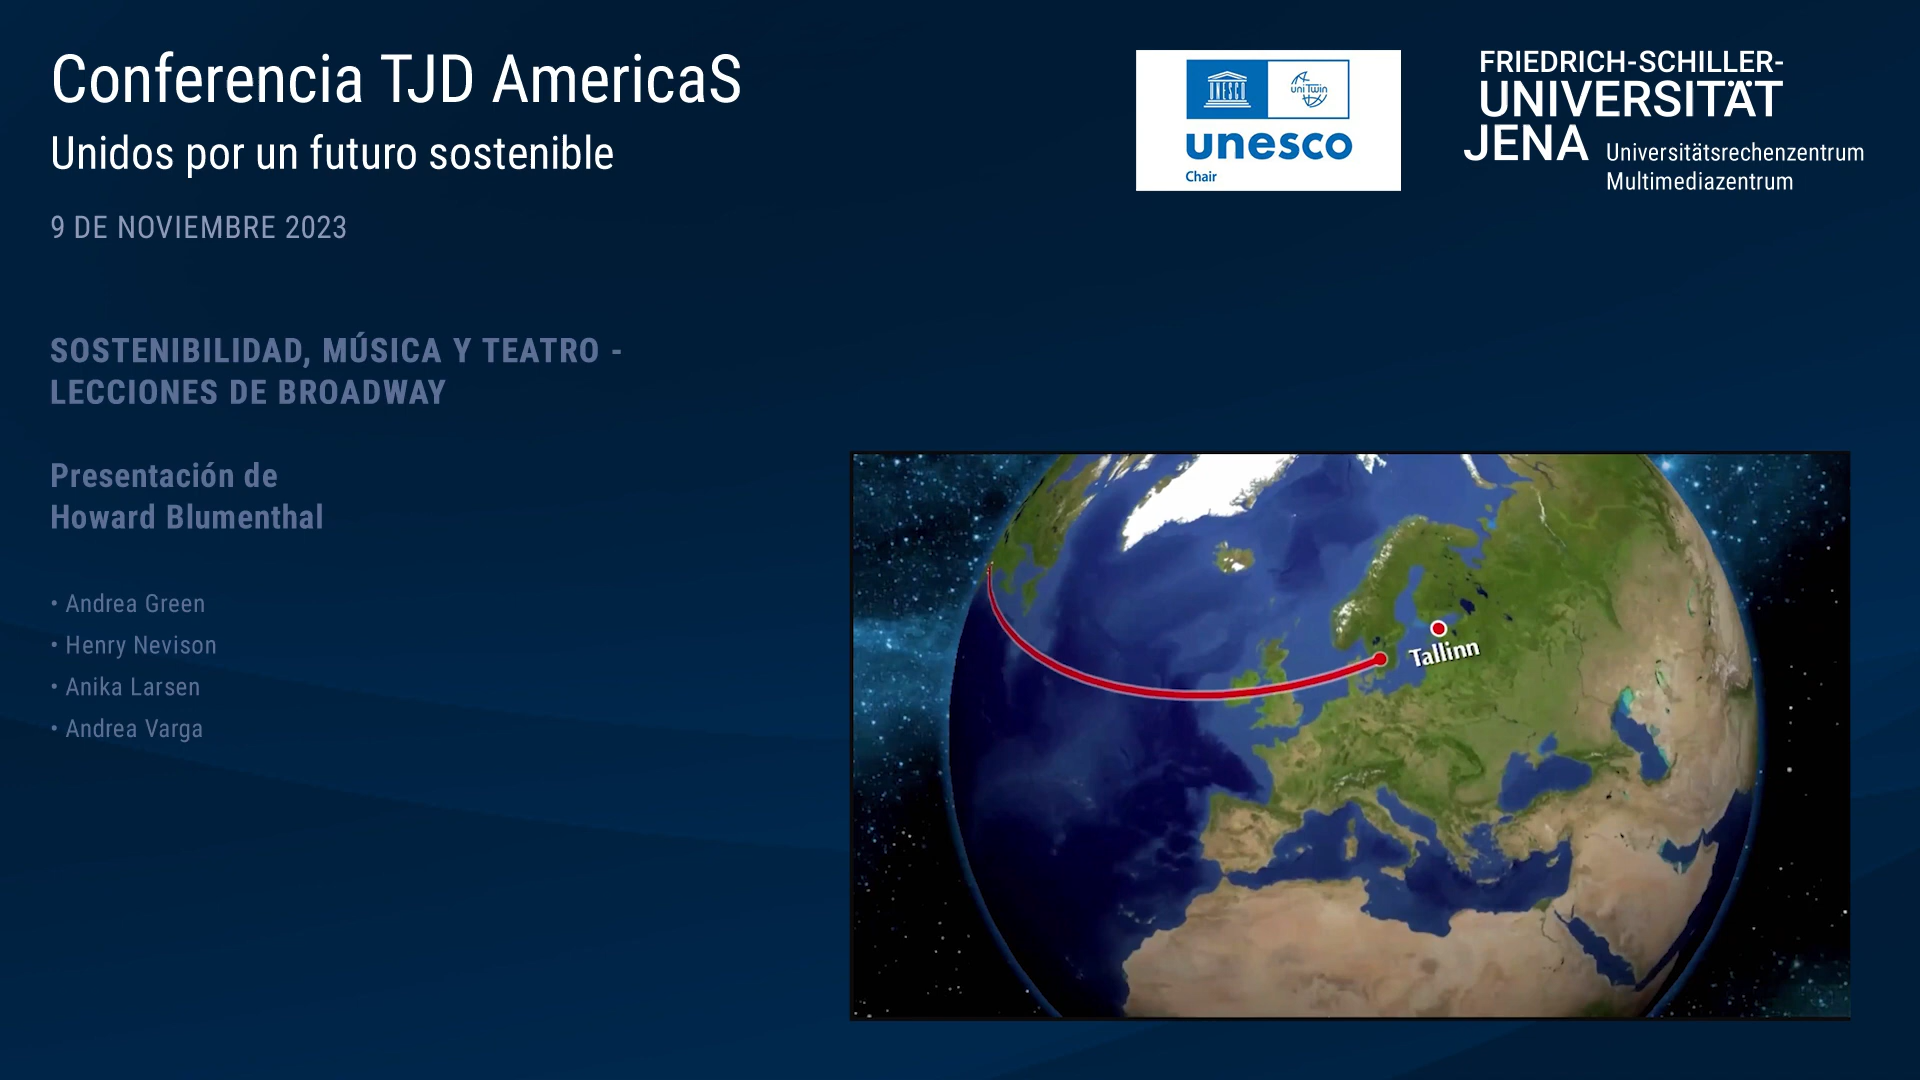 Conferencia TJD AmericaS
Unidos por un futuro sostenible
9 DE NOVIEMBRE 2023
UNESCO
uniTwin
unesco
Chair
FRIEDRICH-SCHILLER-
UNIVERSITÄT
JENA Universitätsrechenzentrum
Multimediazentrum
SOSTENIBILIDAD, MÚSICA Y TEATRO -
LECCIONES DE BROADWAY
Presentación de
Howard Blumenthal
• Andrea Green
• Henry Nevison
• Anika Larsen
• Andrea Varga
Tallinn